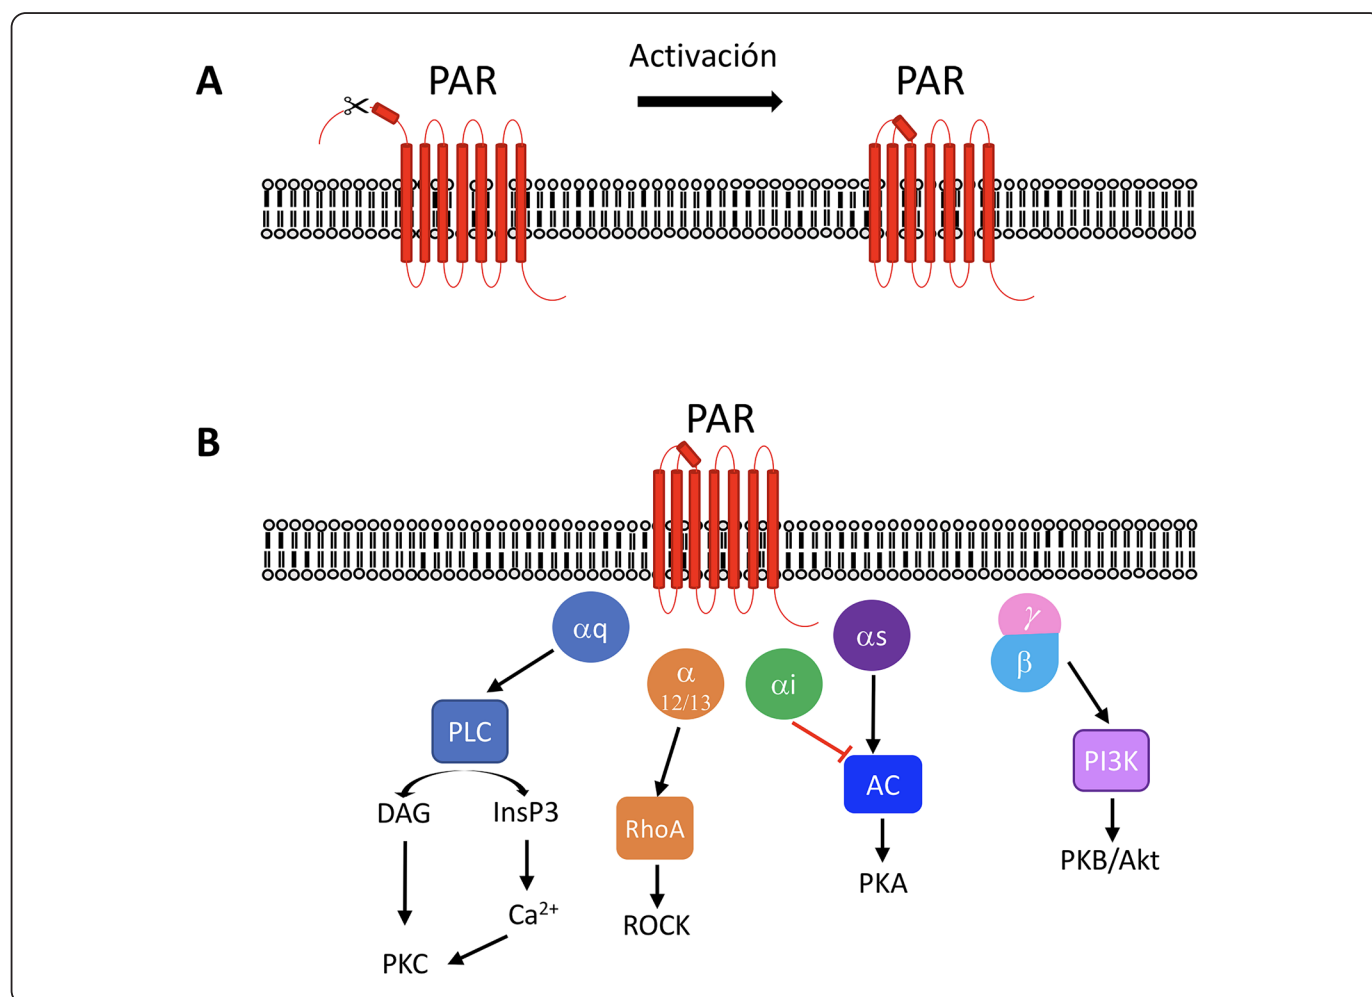 A
PAR
Activación
PAR
B
PAR
αq
α
12/13
αi
αs
γ
β
PLC
DAG
InsP3
Ca²⁺
PKC
RhoA
ROCK
AC
PKA
PI3K
PKB/Akt